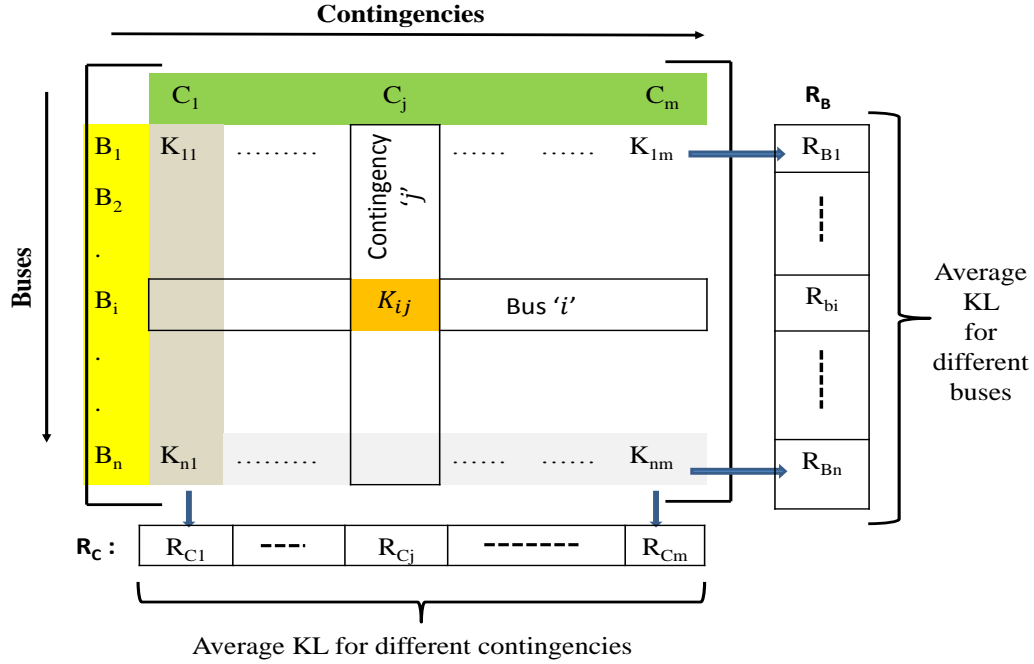 Contingencies
C1 Cj Cm
RB
Buses
B1 K11 ......... ...... ...... K1m RB1
Contingency
'j'
B2
.
Bi Kij Bus 'i' Rbi
.
.
Bn Kn1 ......... ...... ...... Knm RBn
Average
KL
for
different
buses
RC : RC1 RCj RCm
Average KL for different contingencies